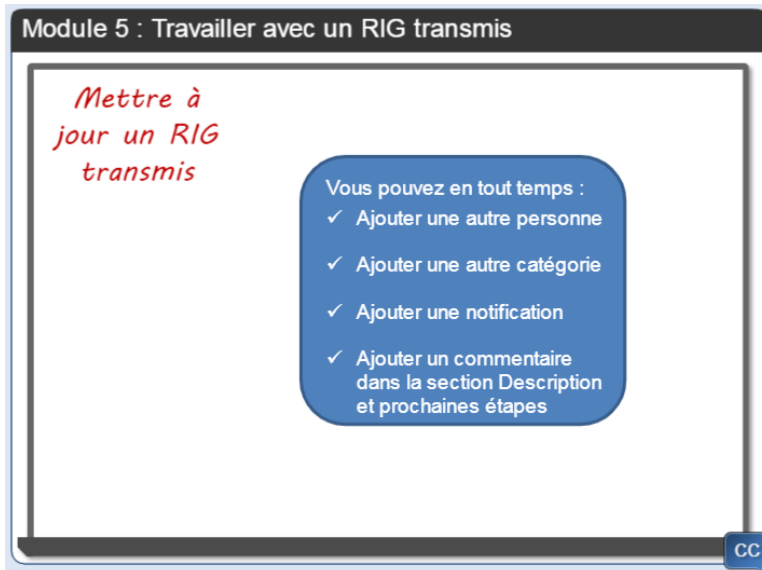 Module 5 : Travailler avec un RIG transmis
Mettre à
jour un RIG
transmis
Vous pouvez en tout temps :
✓ Ajouter une autre personne
✓ Ajouter une autre catégorie
✓ Ajouter une notification
✓ Ajouter un commentaire
dans la section Description
et prochaines étapes
CC